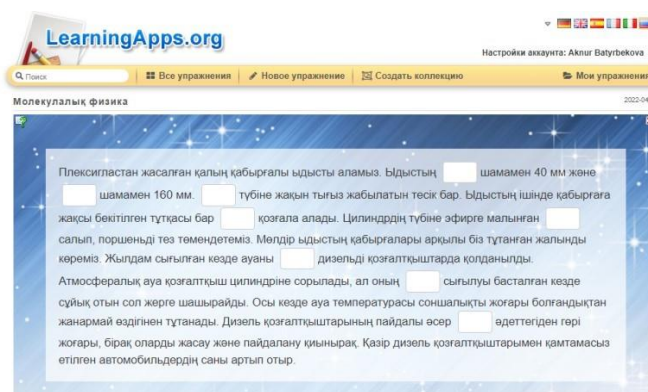 LearningApps.org
Настройки аккаунта: Aknur Batyrbekova
Поиск Все упражнения Новое упражнение Создать коллекцию Мои упражнения
Молекулалық физика 2022-04
Плексигластан жасалған қалың қабырғалы ыдысты аламыз. Ыдыстың шамамен 40 мм және
шамамен 160 мм. түбіне жақын тығыз жабылатын тесік бар. Ыдыстың ішінде қабырғаға
жақсы бекітілген тұтқасы бар қозғала алады. Цилиндрдің түбіне эфирге малынған
салып, поршеньді тез төмендетеміз. Мөлдір ыдыстың қабырғалары арқылы біз тұтанған жалынды
көреміз. Жылдам сығылған кезде ауаны дизельді қозғалтқыштарда қолданылды.
Атмосфералық ауа қозғалтқыш цилиндріне сорылады, ал оның сығылуы басталған кезде
сұйық отын сол жерге шашырайды. Осы кезде ауа температурасы соншалықты жоғары болғандықтан
жанармай өздігінен тұтанады. Дизель қозғалтқыштарының пайдалы әсер әдеттегіден гөрі
жоғары, бірақ оларды жасау және пайдалану қиынырақ. Қазір дизель қозғалтқыштарымен қамтамасыз
етілген автомобильдердің саны артып отыр.